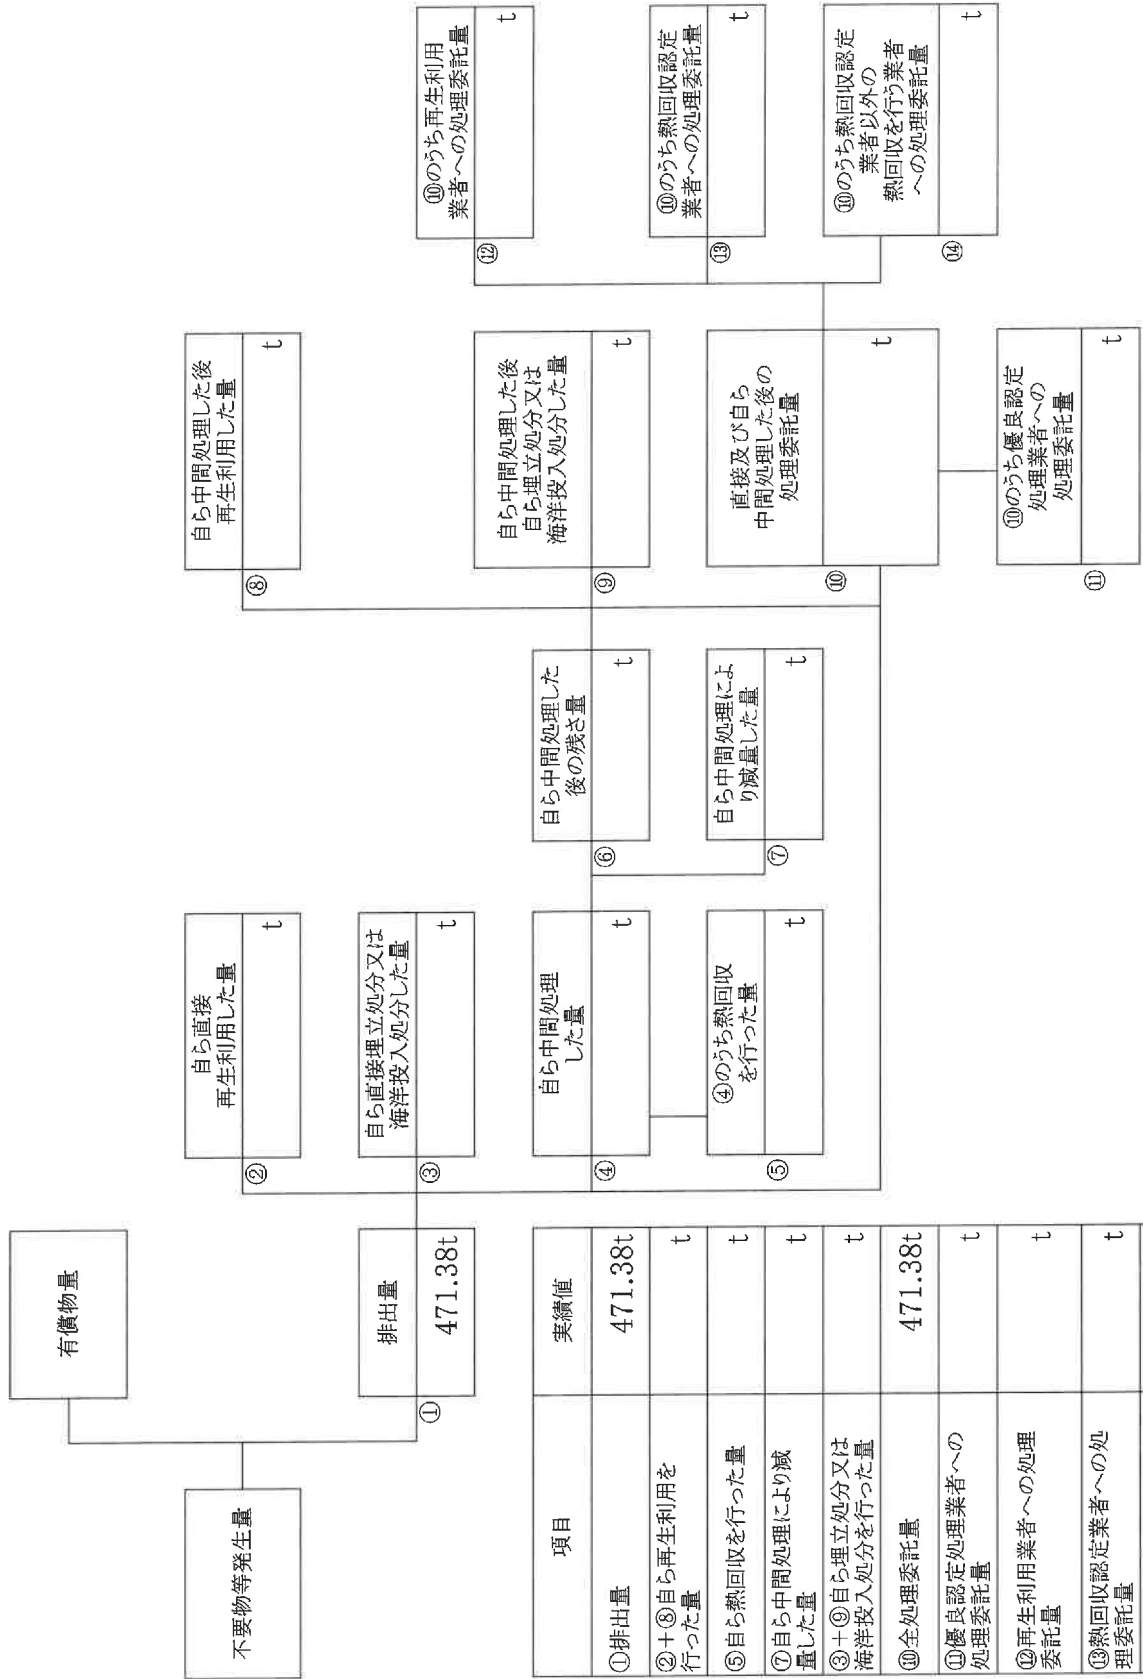 有償物量
不要物等発生量
排出量
①
471.38t
自ら直接
再生利用した量
②
t
自ら直接埋立処分又は
海洋投入処分した量
③
t
自ら中間処理
した量
④
t
④のうち熱回収
を行った量
⑤
t
自ら中間処理した
後の残さ量
⑥
t
自ら中間処理によ
り減量した量
⑦
t
自ら中間処理した後
再生利用した量
⑧
t
自ら中間処理した後
自ら埋立処分又は
海洋投入処分した量
⑨
t
直接及び自ら
中間処理した後の
処理委託量
⑩
t
⑩のうち優良認定
処理業者への
処理委託量
⑪
t
⑩のうち再生利用
業者への処理委託量
⑫
t
⑩のうち熱回収認定
業者への処理委託量
⑬
t
⑩のうち熱回収認定
業者以外の
熱回収を行う業者
への処理委託量
⑭
t
項目 実績値
①排出量 471.38t
②+⑧自ら再生利用を
行った量 t
⑤自ら熱回収を行った量 t
⑦自ら中間処理により減
量した量 t
③+⑨自ら埋立処分又は
海洋投入処分を行った量 t
⑩全処理委託量 471.38t
⑪優良認定処理業者への
処理委託量 t
⑫再生利用業者への処理
委託量 t
⑬熱回収認定業者への処
理委託量 t